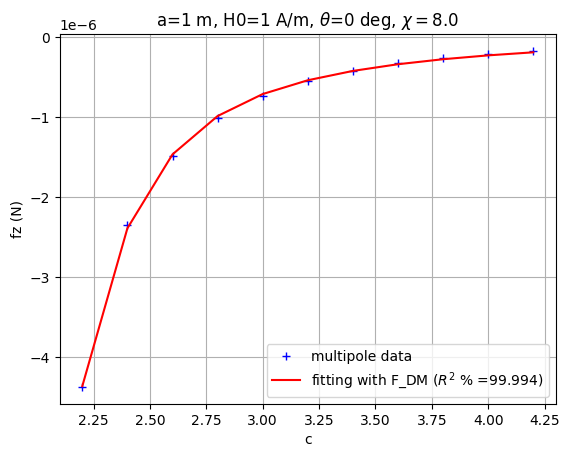 a=1 m, H0=1 A/m, θ=0 deg, χ = 8.0
1e−6
0
−1
−2
−3
−4
fz (N)
multipole data
fitting with F_DM (R² % =99.994)
2.25 2.50 2.75 3.00 3.25 3.50 3.75 4.00 4.25
c